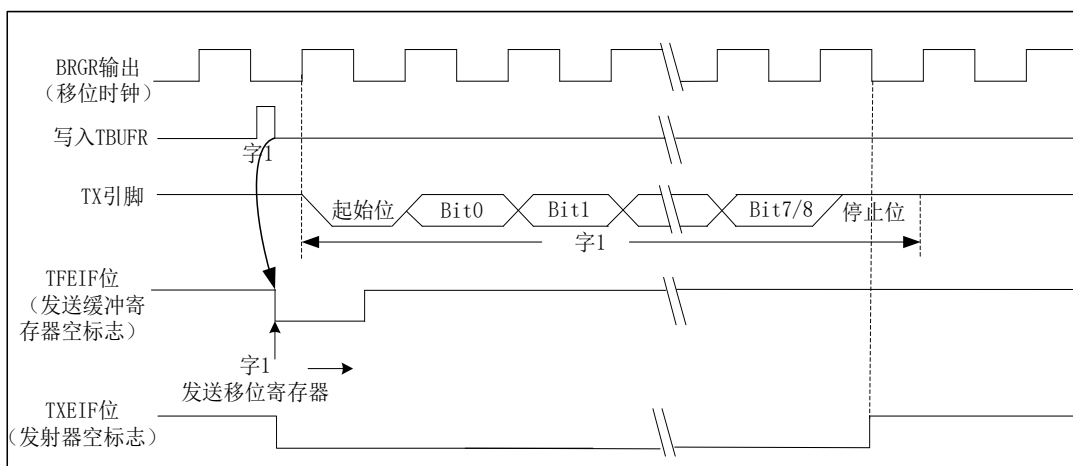 BRGR输出
（移位时钟）
写入TBUFR
字1
TX引脚
起始位
Bit0
Bit1
Bit7/8
停止位
字1
TFEIF位
（发送缓冲寄
存器空标志）
字1
发送移位寄存器
TXEIF位
（发射器空标志）